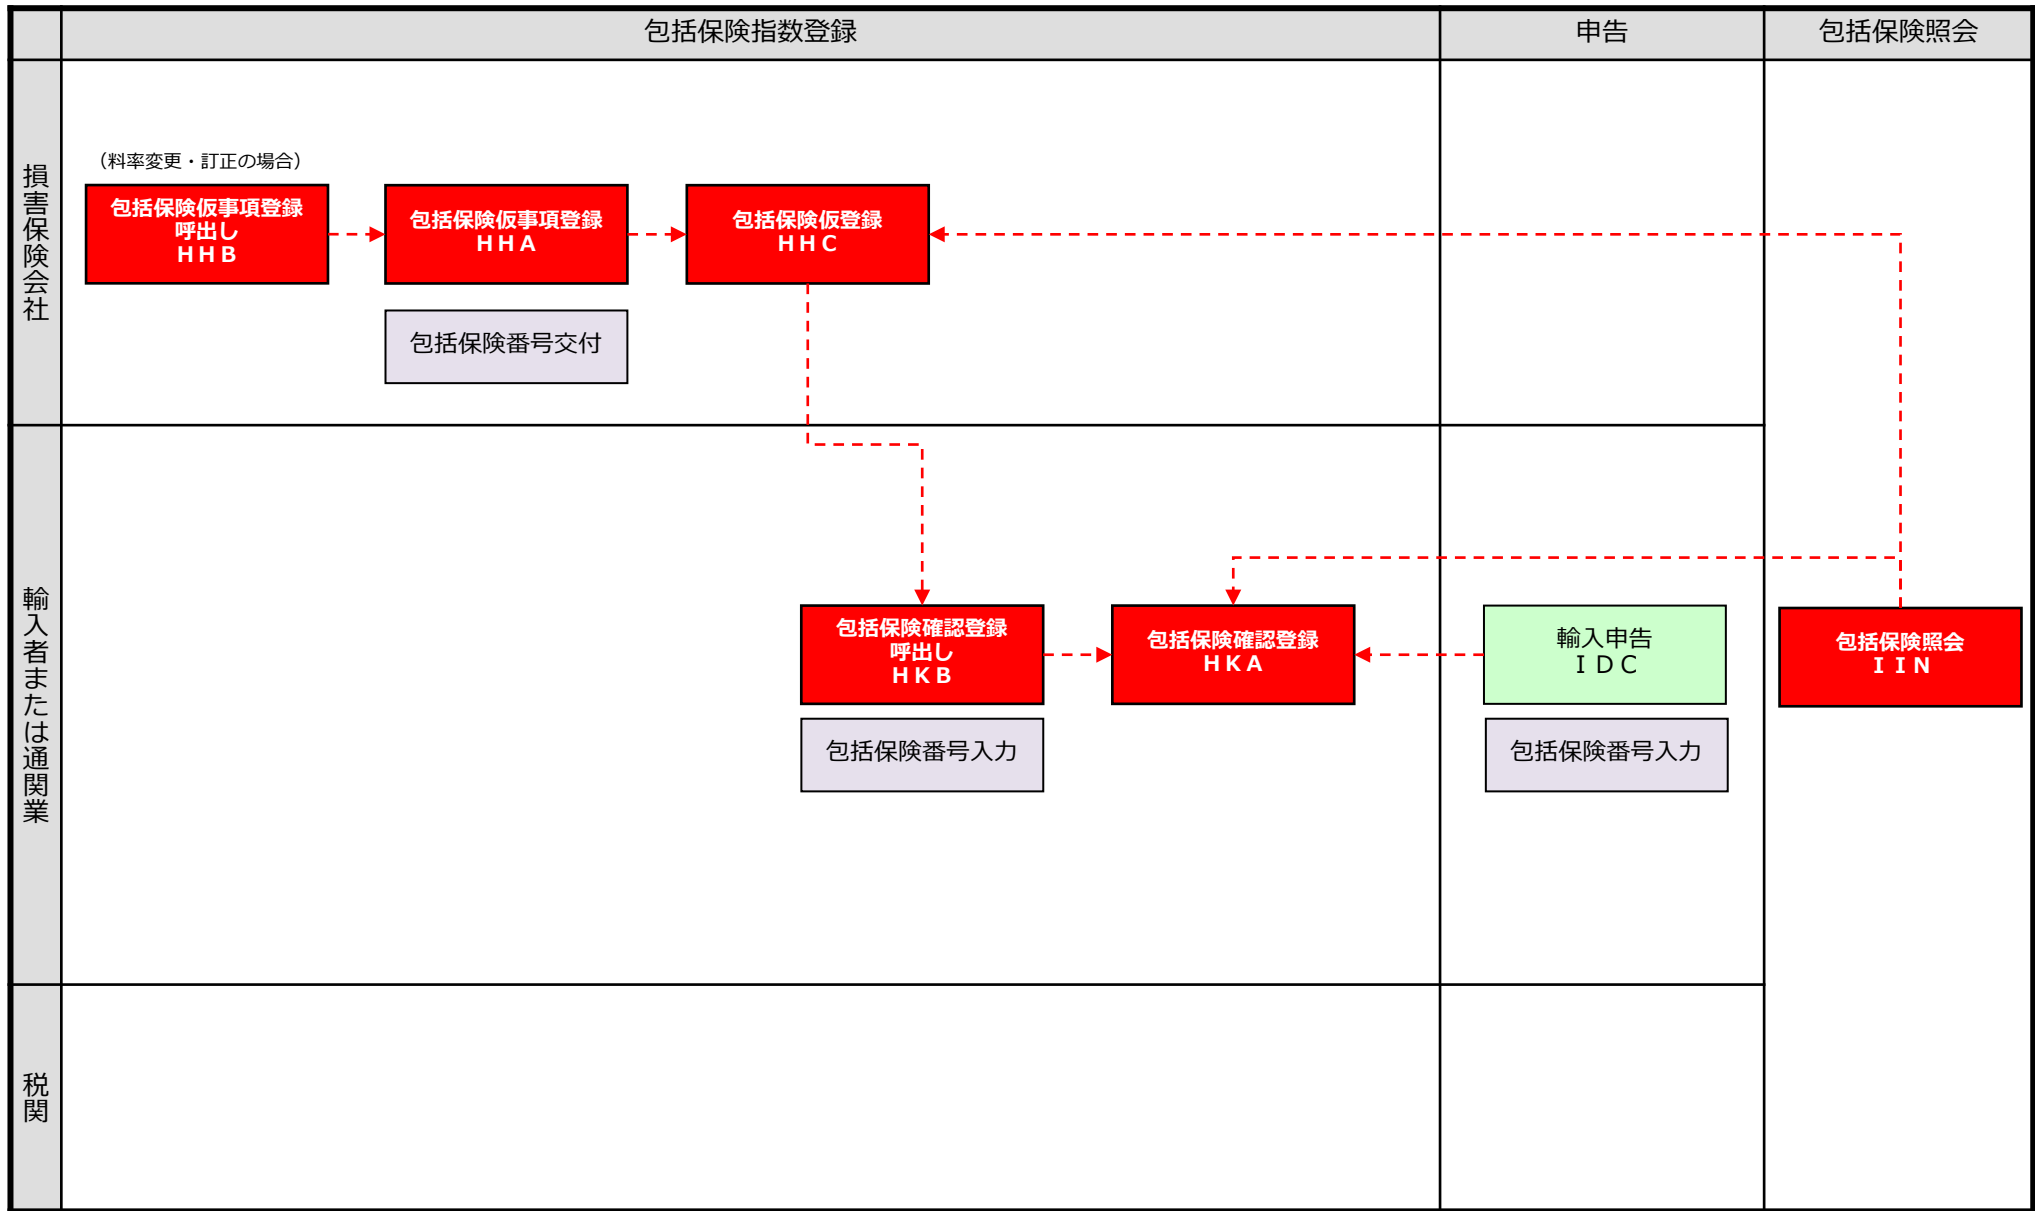 包括保険指数登録
申告
包括保険照会
損害保険会社
（料率変更・訂正の場合）
包括保険仮事項登録
呼出し
ＨＨＢ
包括保険仮事項登録
ＨＨＡ
包括保険仮登録
ＨＨＣ
包括保険番号交付
輸入者または通関業
包括保険確認登録
呼出し
ＨＫＢ
包括保険確認登録
ＨＫＡ
輸入申告
ＩＤＣ
包括保険照会
ＩＩＮ
包括保険番号入力
包括保険番号入力
税関